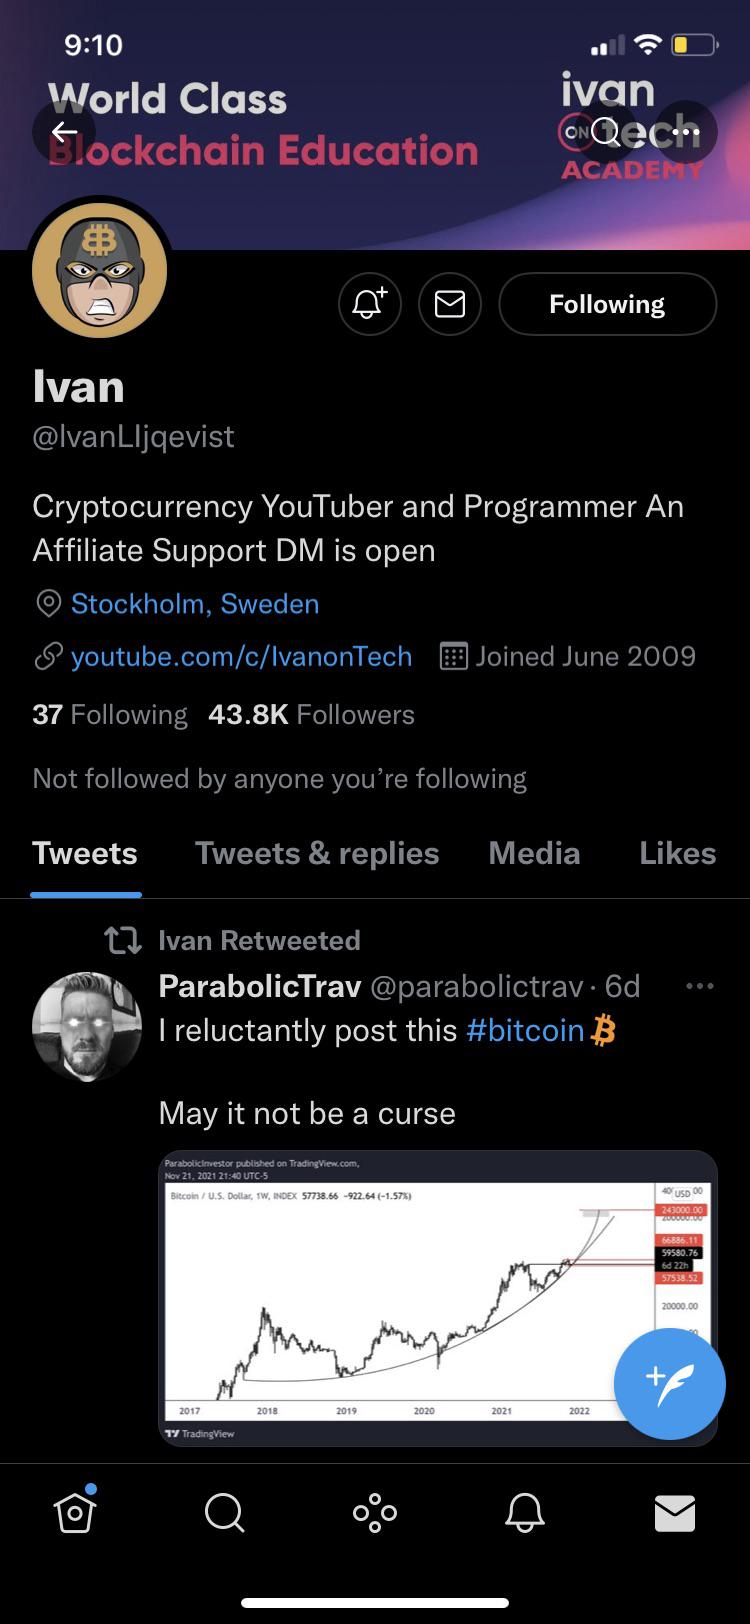 9:10
World Class
Blockchain Education
ivan
ON tech
ACADEMY
Following
Ivan
@IvanLIjqevist
Cryptocurrency YouTuber and Programmer An
Affiliate Support DM is open
Stockholm, Sweden
youtube.com/c/IvanonTech Joined June 2009
37 Following 43.8K Followers
Not followed by anyone you’re following
Tweets Tweets & replies Media Likes
Ivan Retweeted
ParabolicTrav @parabolictrav · 6d
I reluctantly post this #bitcoin
May it not be a curse
ParabolicInvestor published on TradingView.com,
Nov 21, 2021 21:40 UTC-5
Bitcoin / U.S. Dollar, 1W, INDEX 57738.66 −922.64 (−1.57%)
USD
243000.00
200000.00
66886.11
59580.76
6d 22h
57538.52
20000.00
2017 2018 2019 2020 2021 2022
TradingView